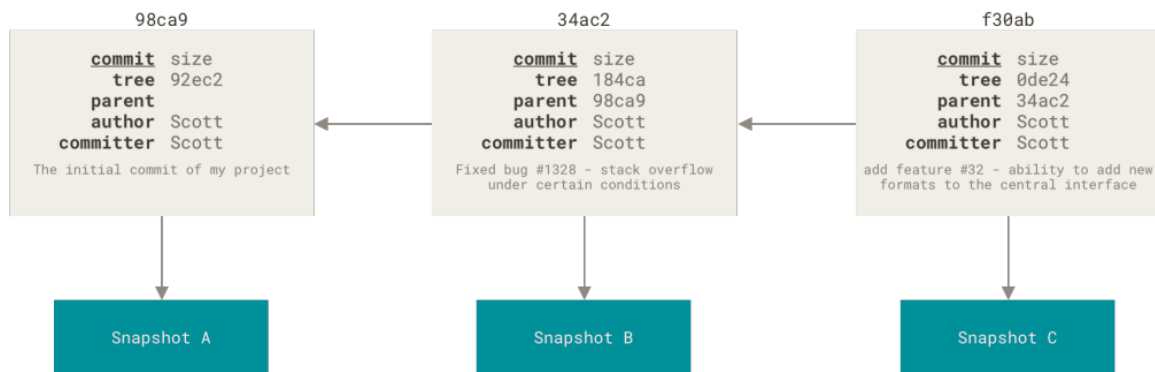 98ca9
commit size
tree 92ec2
parent
author Scott
committer Scott
The initial commit of my project
Snapshot A
34ac2
commit size
tree 184ca
parent 98ca9
author Scott
committer Scott
Fixed bug #1328 - stack overflow
under certain conditions
Snapshot B
f30ab
commit size
tree 0de24
parent 34ac2
author Scott
committer Scott
add feature #32 - ability to add new
formats to the central interface
Snapshot C